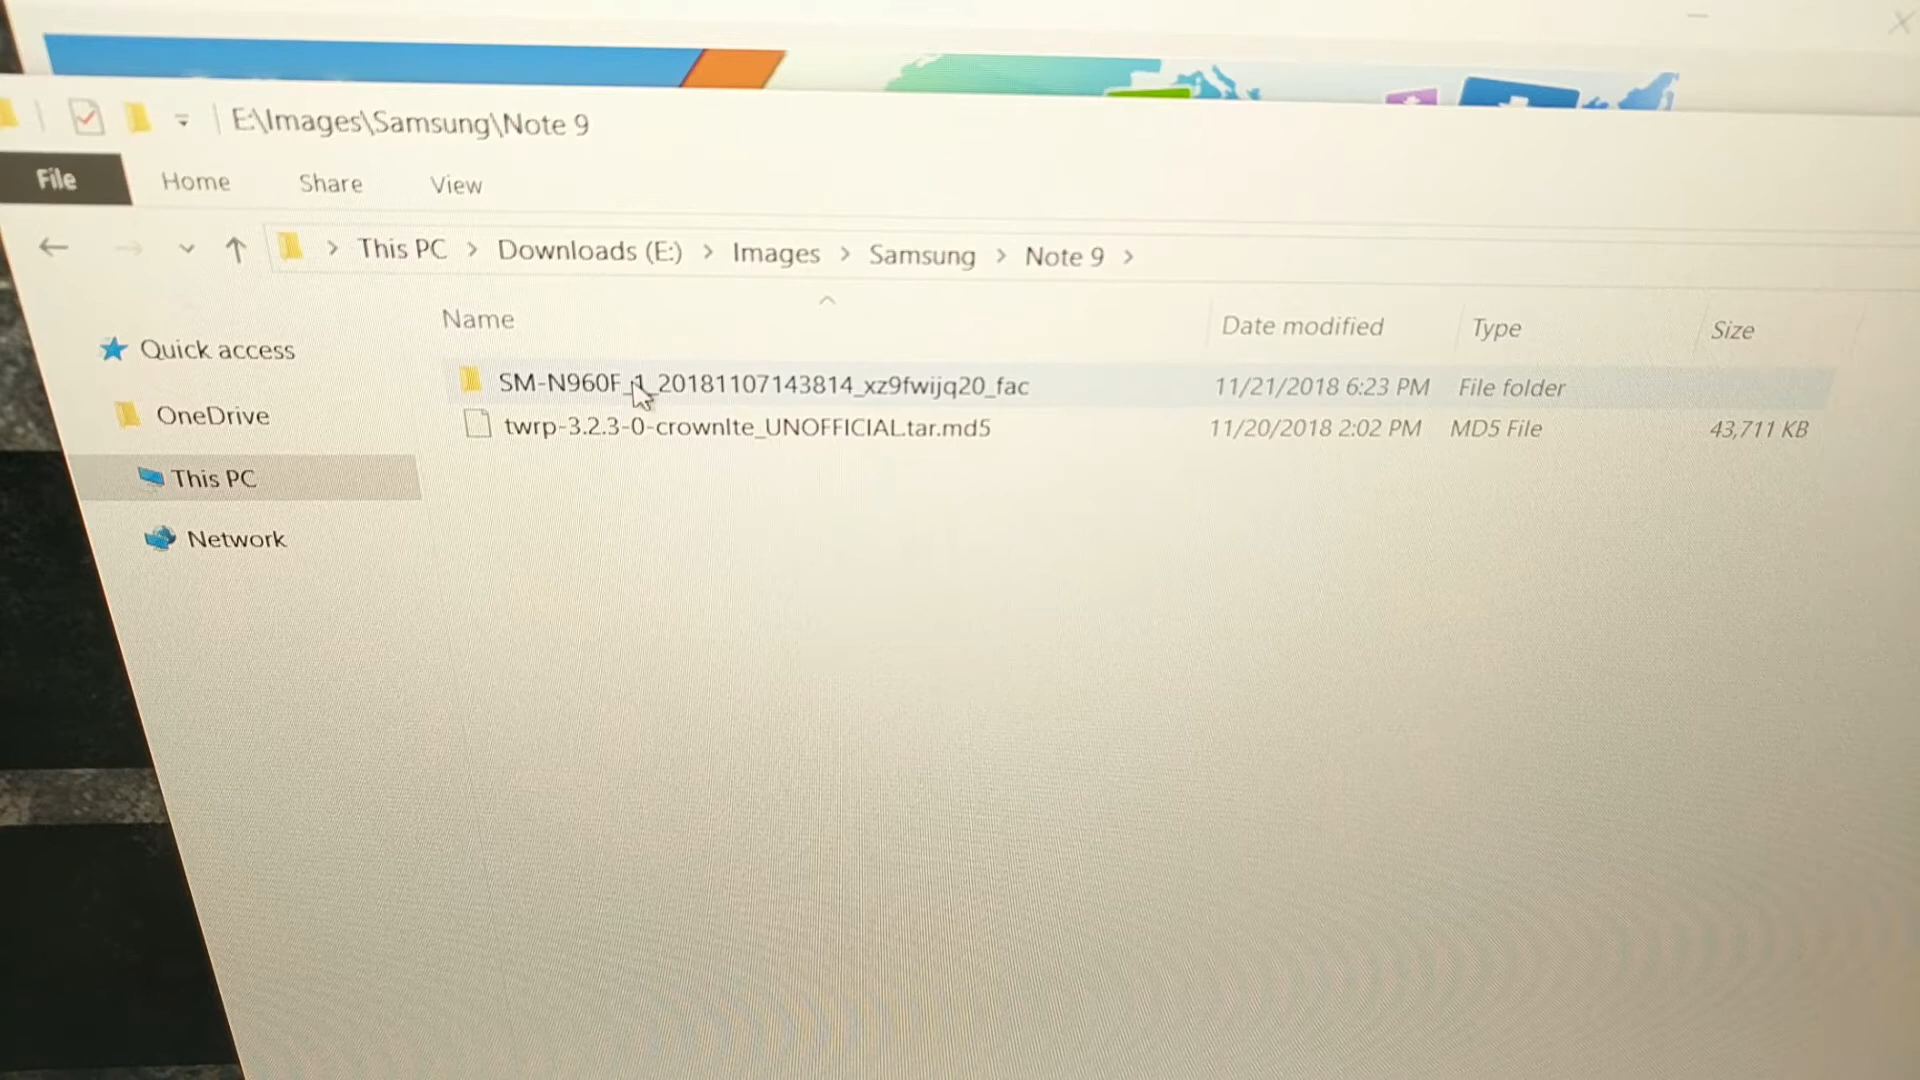 E:\Images\Samsung\Note 9
File Home Share View
This PC > Downloads (E:) > Images > Samsung > Note 9 >
Name Date modified Type Size
Quick access
SM-N960F_1_20181107143814_xz9fwijq20_fac 11/21/2018 6:23 PM File folder
OneDrive
twrp-3.2.3-0-crownlte_UNOFFICIAL.tar.md5 11/20/2018 2:02 PM MD5 File 43,711 KB
This PC
Network